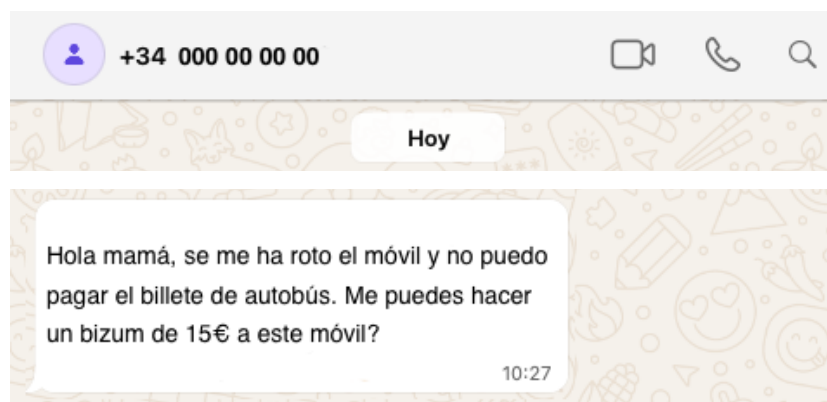 +34 000 00 00 00
Hoy
Hola mamá, se me ha roto el móvil y no puedo
pagar el billete de autobús. Me puedes hacer
un bizum de 15€ a este móvil?
10:27